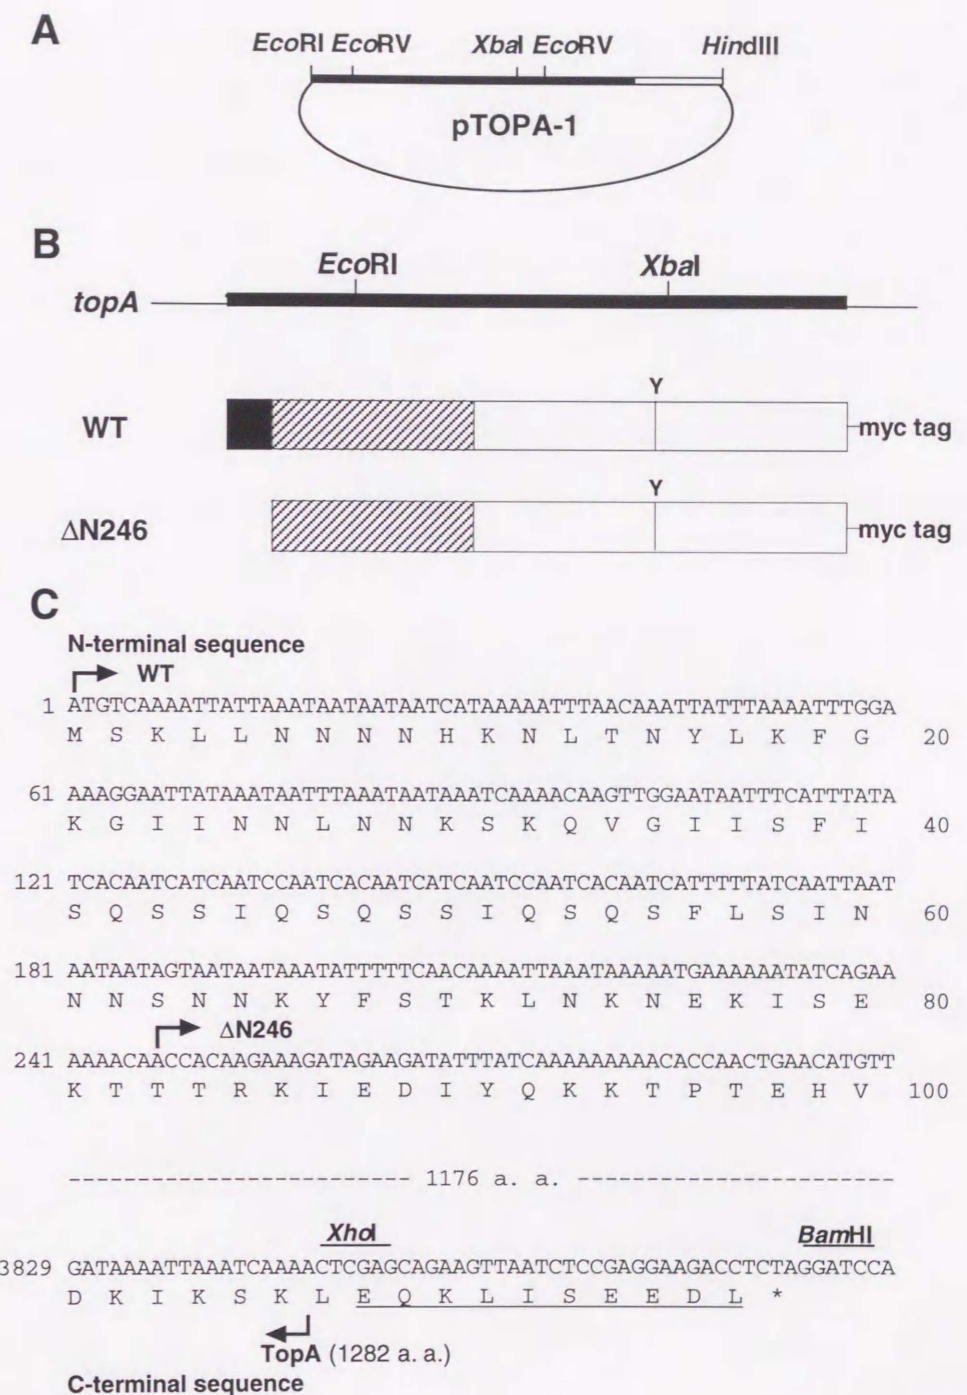 A
EcoRI EcoRV XbaI EcoRV HindIII
pTOPA-1
B
EcoRI XbaI
topA
Y
WT myc tag
Y
ΔN246 myc tag
C
N-terminal sequence
WT
1 ATGTCAAAATTATTAAATAATAATAATCATAAAAATTTAACAAATTATTTAAAATTTGGA
M S K L L N N N N H K N L T N Y L K F G 20
61 AAAGGAATTATAAATAATTTAAATAATAAATCAAAACAAGTTGGAATAATTTCATTTATA
K G I I N N L N N K S K Q V G I I S F I 40
121 TCACAATCATCAATCCAATCACAATCATCAATCCAATCACAATCATTTTTATCAATTAAT
S Q S S I Q S Q S S I Q S Q S F L S I N 60
181 AATAATAGTAATAATAAATATTTTTCAACAAAATTAAATAAAAATGAAAAAATATCAGAA
N N S N N K Y F S T K L N K N E K I S E 80
ΔN246
241 AAAACAACCACAAGAAAGATAGAAGATATTTATCAAAAAAAAACACCAACTGAACATGTT
K T T T R K I E D I Y Q K K T P T E H V 100
------------------------ 1176 a. a. ----------------------
XhoI BamHI
3829 GATAAAATTAAATCAAAACTCGAGCAGAAGTTAATCTCCGAGGAAGACCTCTAGGATCCA
D K I K S K L E Q K L I S E E D L *
TopA (1282 a. a.)
C-terminal sequence